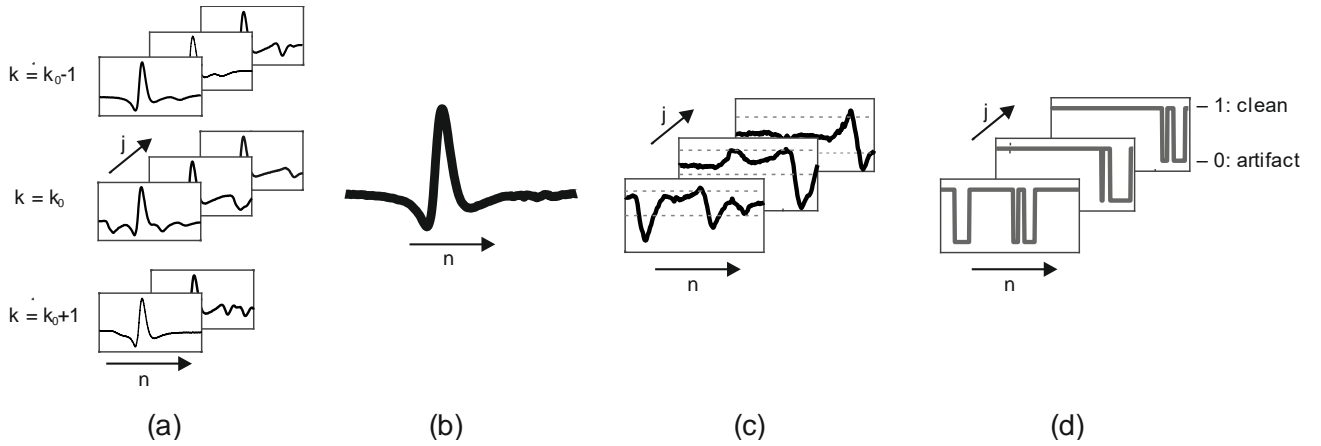 k = k₀-1
j
k = k₀
k = k₀+1
n
(a)
n
(b)
j
n
(c)
j
– 1: clean
– 0: artifact
n
(d)